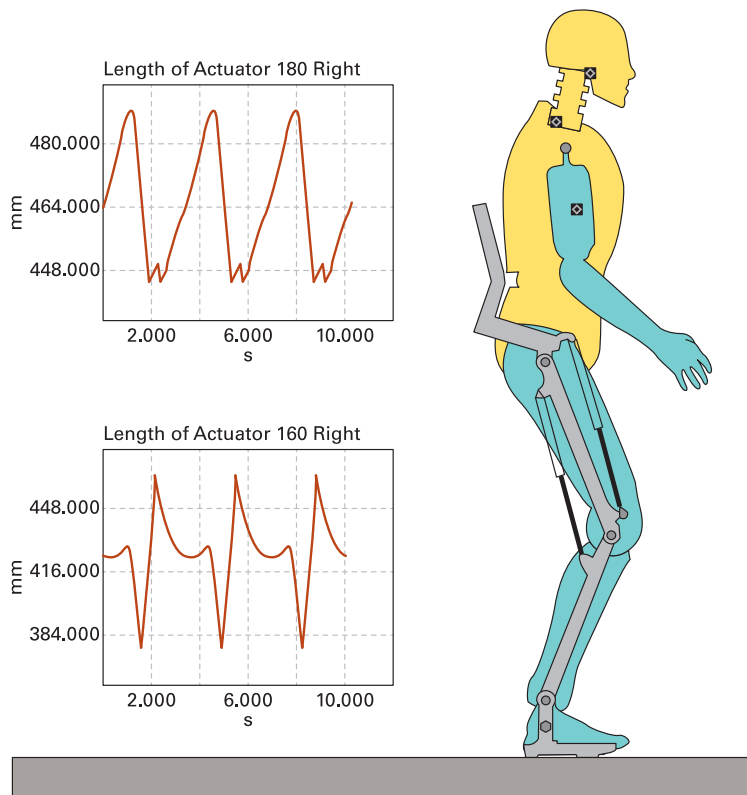 Length of Actuator 180 Right
480.000
464.000
448.000
mm
2.000 6.000 10.000
s
Length of Actuator 160 Right
448.000
416.000
384.000
mm
2.000 6.000 10.000
s